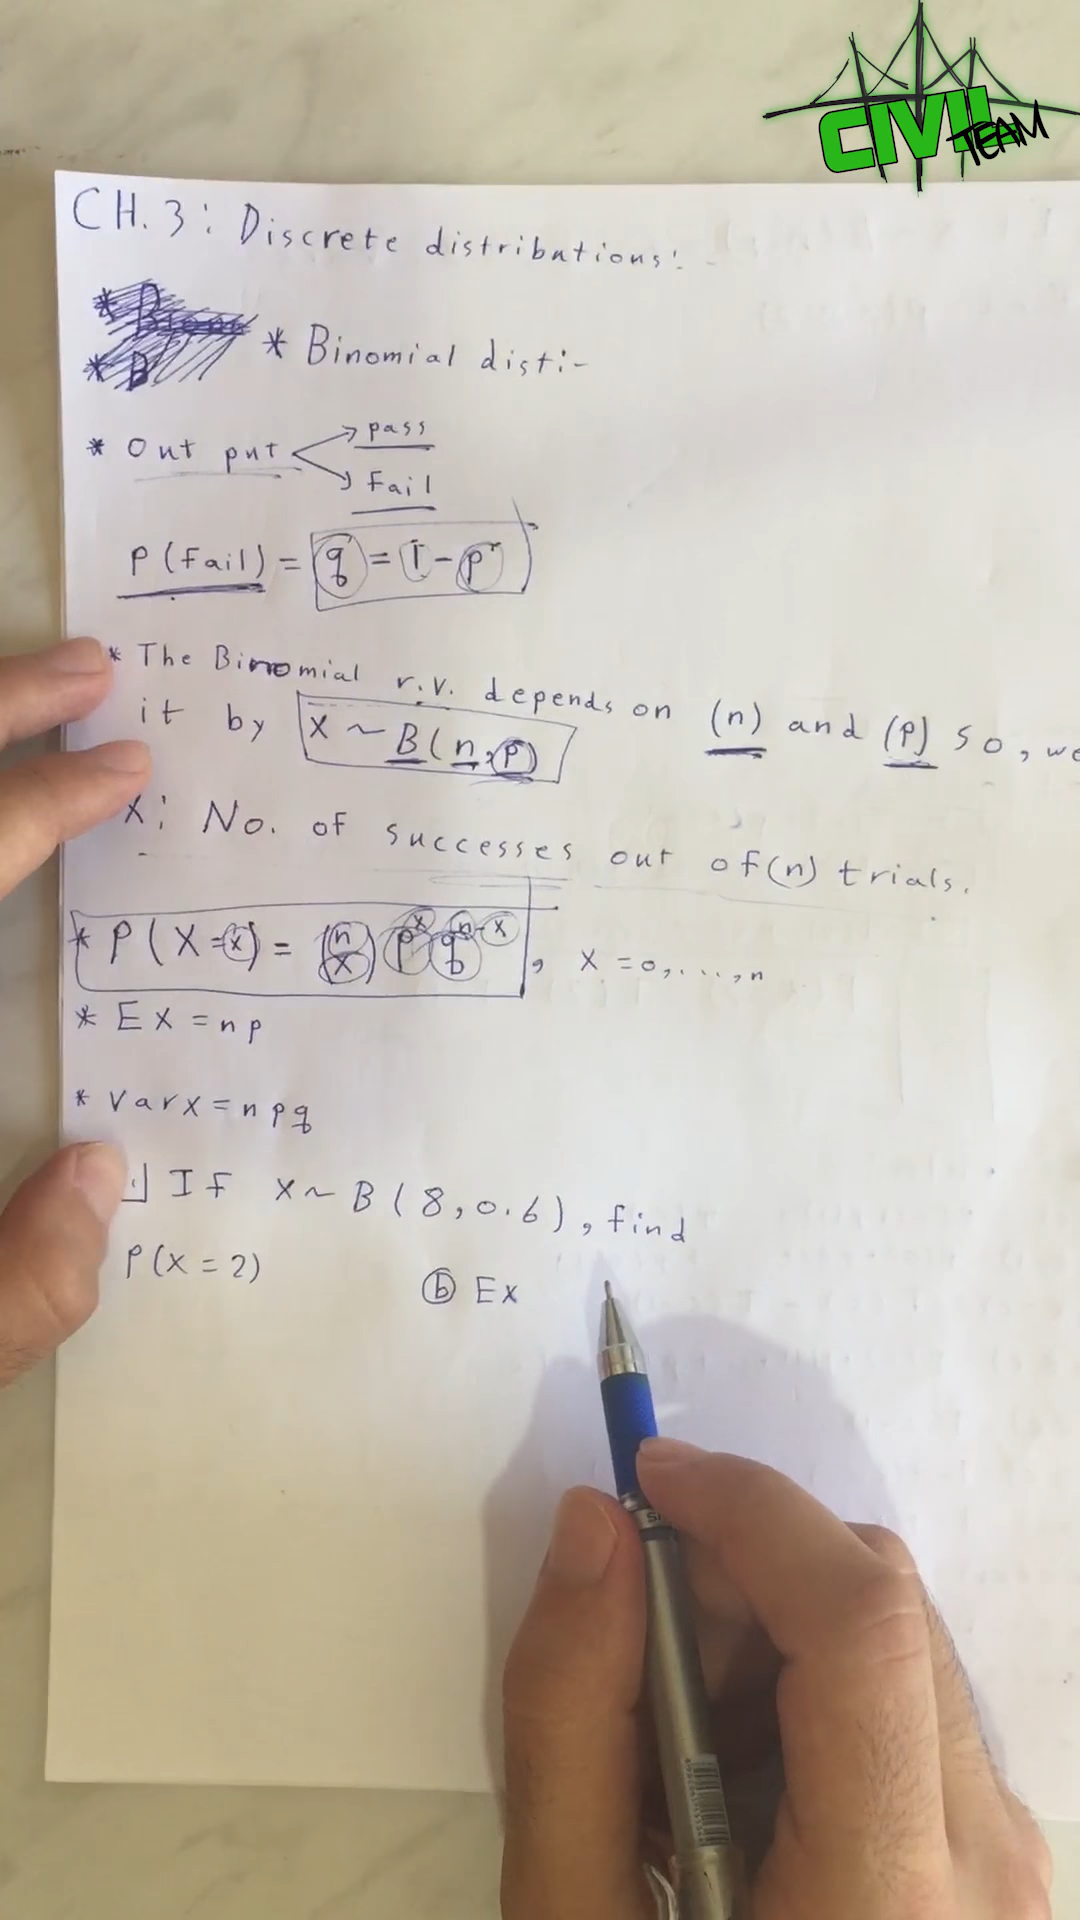 CIVIL TEAM
CH.3: Discrete distributions:-
* Binomial dist:-
* Out put
pass
Fail
P(Fail) = q = 1 - p
* The Binomial r.v. depends on (n) and (p) so, we
it by X ~ B(n, p)
X: No. of successes out of (n) trials.
* P(X = x) = (n x) p^x q^n-x, x = 0, ..., n
* EX = np
* Varx = npq
If X ~ B(8, 0.6), find
P(X = 2)
ⓑ EX